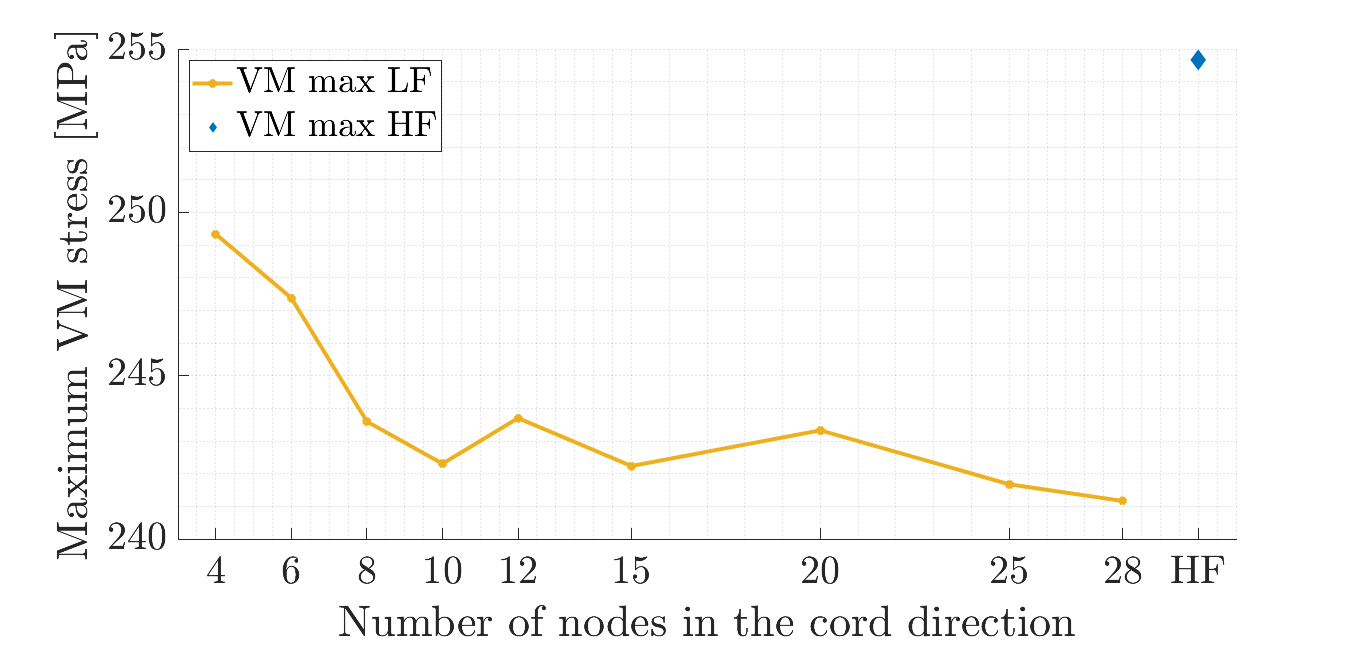 Maximum VM stress [MPa]
255
250
245
240
VM max LF
VM max HF
4 6 8 10 12 15 20 25 28 HF
Number of nodes in the cord direction